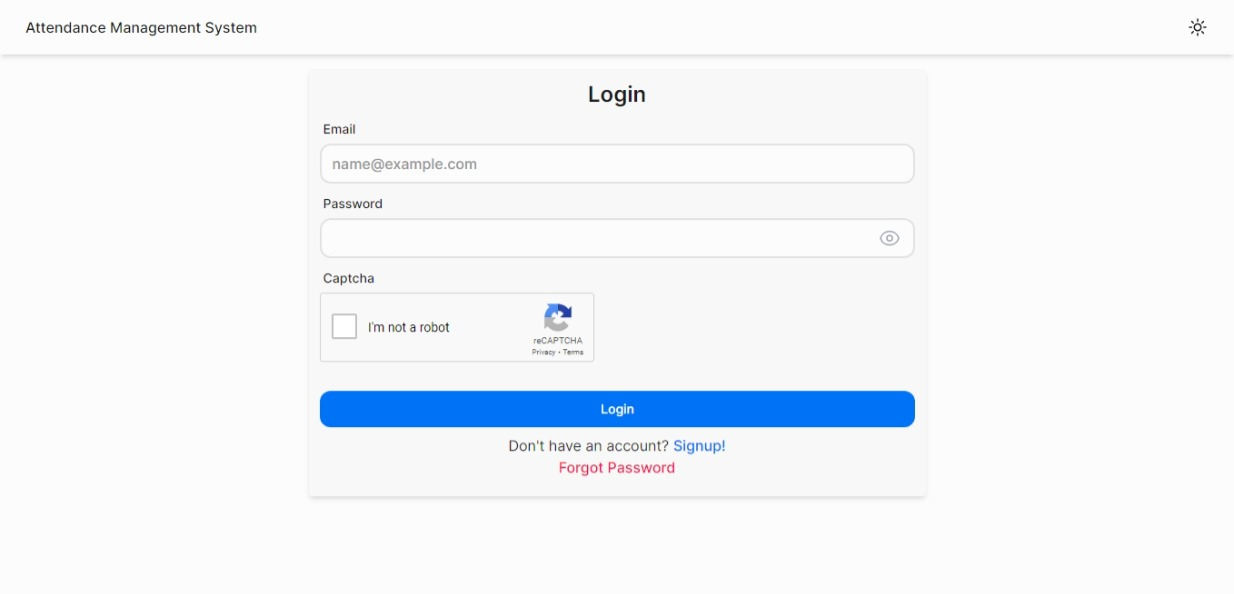 Attendance Management System
Login
Email
name@example.com
Password
Captcha
I'm not a robot
reCAPTCHA
Privacy - Terms
Login
Don't have an account? Signup!
Forgot Password